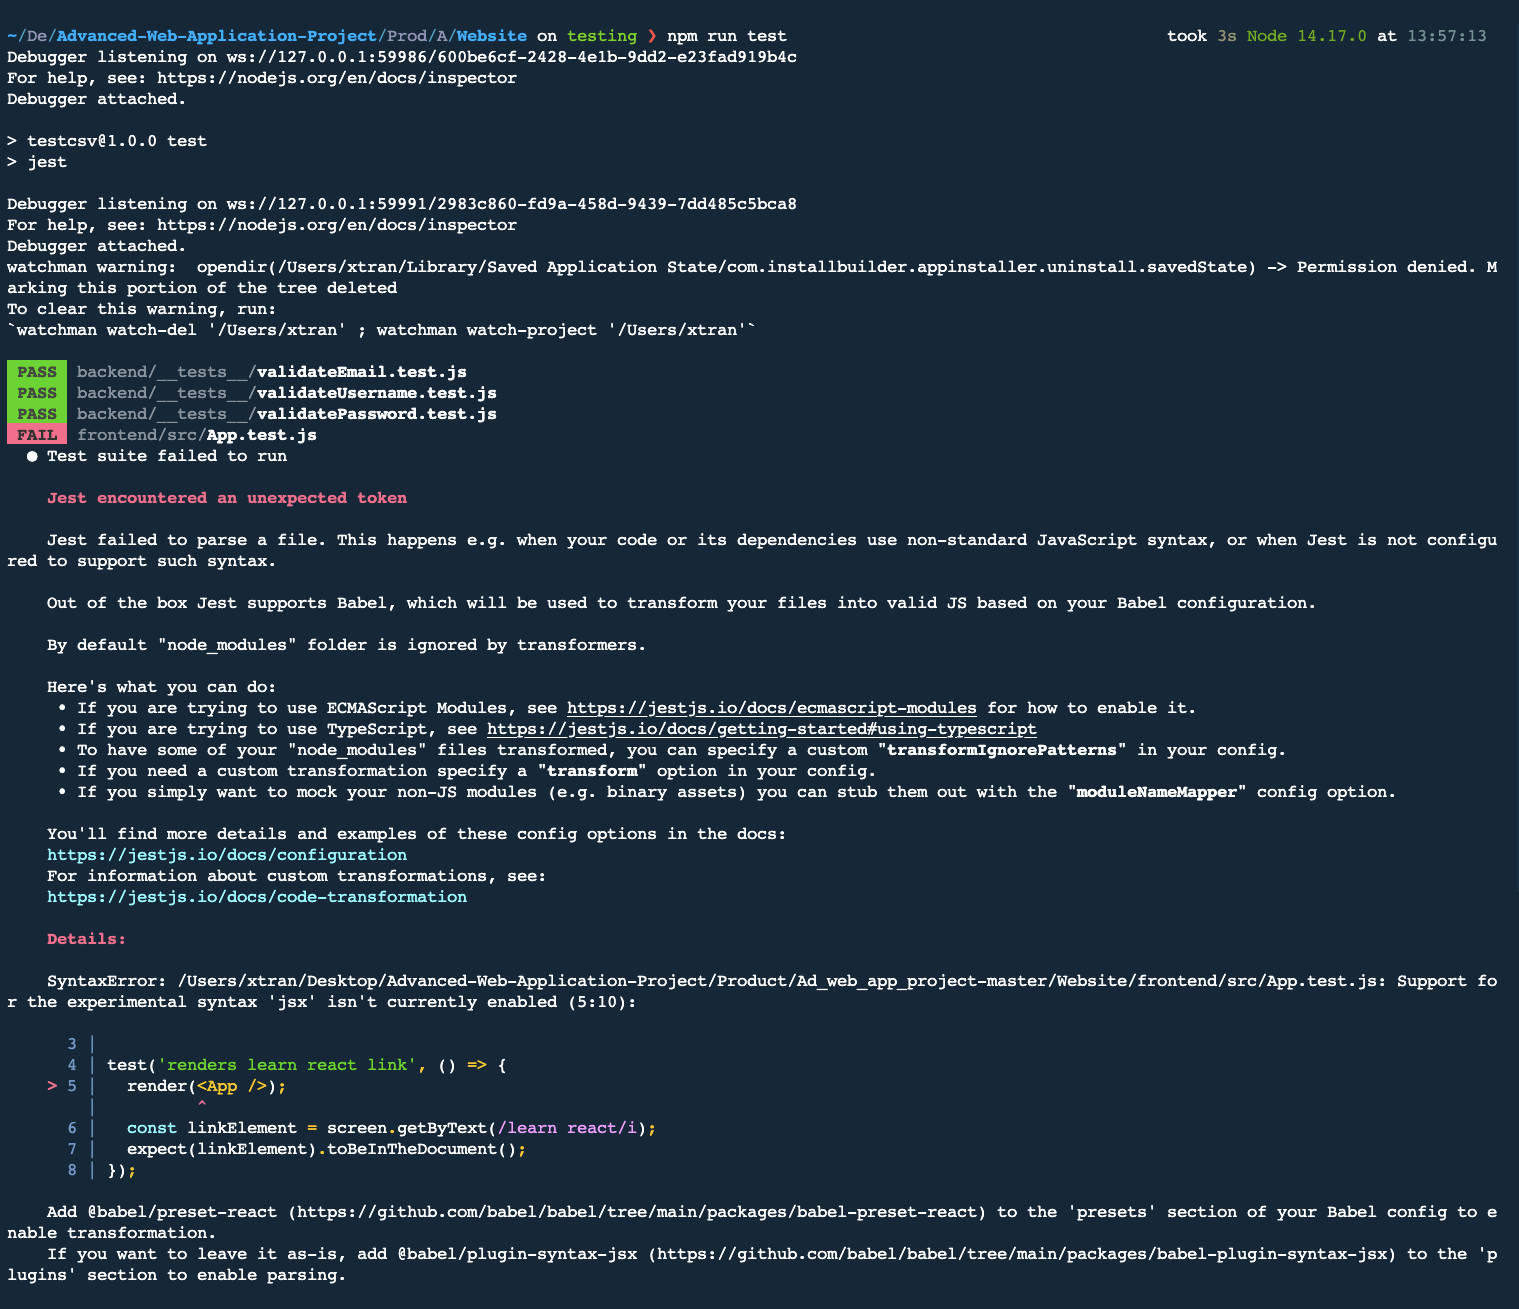 ~/De/Advanced-Web-Application-Project/Prod/A/Website on testing ❯ npm run test took 3s Node 14.17.0 at 13:57:13
Debugger listening on ws://127.0.0.1:59986/600be6cf-2428-4e1b-9dd2-e23fad919b4c
For help, see: https://nodejs.org/en/docs/inspector
Debugger attached.
> testcsv@1.0.0 test
> jest
Debugger listening on ws://127.0.0.1:59991/2983c860-fd9a-458d-9439-7dd485c5bca8
For help, see: https://nodejs.org/en/docs/inspector
Debugger attached.
watchman warning:  opendir(/Users/xtran/Library/Saved Application State/com.installbuilder.appinstaller.uninstall.savedState) -> Permission denied. M
arking this portion of the tree deleted
To clear this warning, run:
`watchman watch-del '/Users/xtran' ; watchman watch-project '/Users/xtran'`
PASS backend/__tests__/validateEmail.test.js
PASS backend/__tests__/validateUsername.test.js
PASS backend/__tests__/validatePassword.test.js
FAIL frontend/src/App.test.js
● Test suite failed to run
Jest encountered an unexpected token
Jest failed to parse a file. This happens e.g. when your code or its dependencies use non-standard JavaScript syntax, or when Jest is not configu
red to support such syntax.
Out of the box Jest supports Babel, which will be used to transform your files into valid JS based on your Babel configuration.
By default "node_modules" folder is ignored by transformers.
Here's what you can do:
• If you are trying to use ECMAScript Modules, see https://jestjs.io/docs/ecmascript-modules for how to enable it.
• If you are trying to use TypeScript, see https://jestjs.io/docs/getting-started#using-typescript
• To have some of your "node_modules" files transformed, you can specify a custom "transformIgnorePatterns" in your config.
• If you need a custom transformation specify a "transform" option in your config.
• If you simply want to mock your non-JS modules (e.g. binary assets) you can stub them out with the "moduleNameMapper" config option.
You'll find more details and examples of these config options in the docs:
https://jestjs.io/docs/configuration
For information about custom transformations, see:
https://jestjs.io/docs/code-transformation
Details:
SyntaxError: /Users/xtran/Desktop/Advanced-Web-Application-Project/Product/Ad_web_app_project-master/Website/frontend/src/App.test.js: Support fo
r the experimental syntax 'jsx' isn't currently enabled (5:10):
3 |
4 | test('renders learn react link', () => {
> 5 |   render(<App />);
|          ^
6 |   const linkElement = screen.getByText(/learn react/i);
7 |   expect(linkElement).toBeInTheDocument();
8 | });
Add @babel/preset-react (https://github.com/babel/babel/tree/main/packages/babel-preset-react) to the 'presets' section of your Babel config to e
nable transformation.
If you want to leave it as-is, add @babel/plugin-syntax-jsx (https://github.com/babel/babel/tree/main/packages/babel-plugin-syntax-jsx) to the 'p
lugins' section to enable parsing.